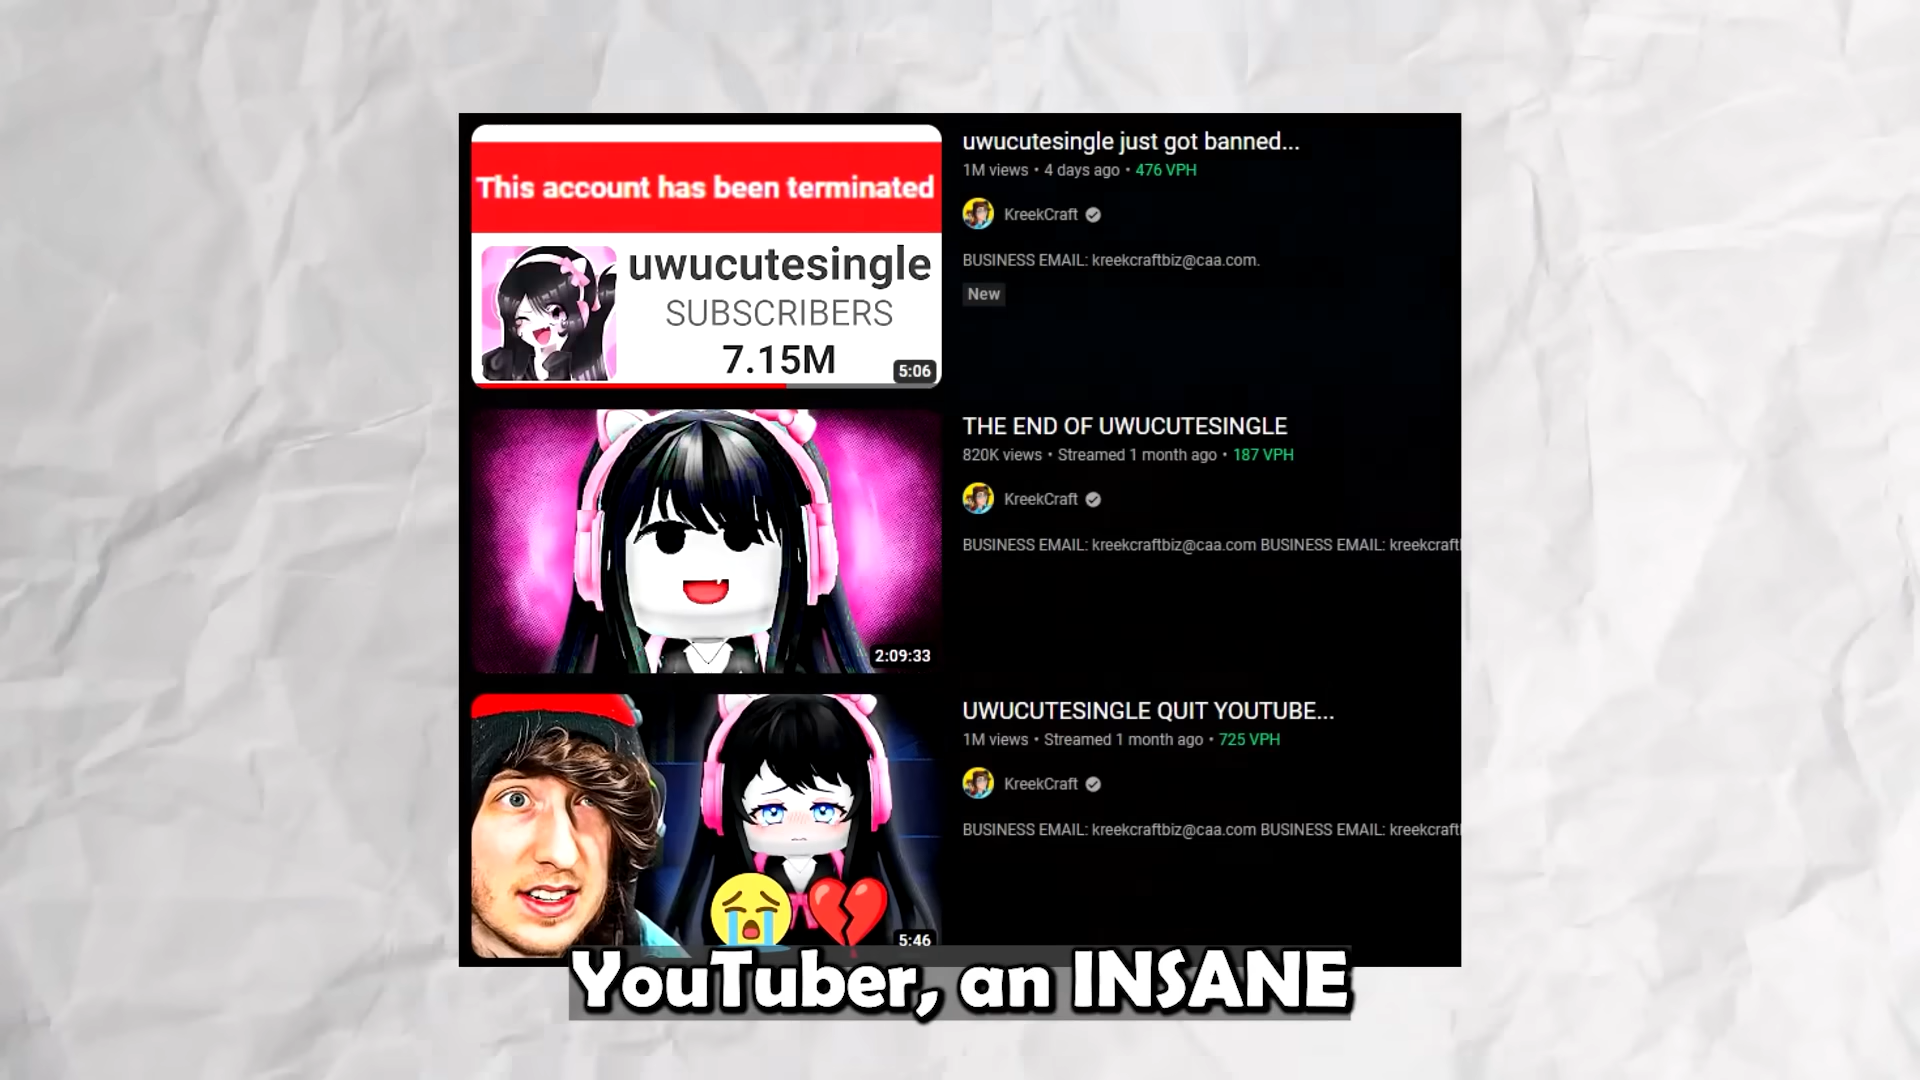 This account has been terminated
uwucutesingle
SUBSCRIBERS
7.15M
5:06
uwucutesingle just got banned...
1M views • 4 days ago • 476 VPH
KreekCraft
BUSINESS EMAIL: kreekcraftbiz@caa.com.
New
2:09:33
THE END OF UWUCUTESINGLE
820K views • Streamed 1 month ago • 187 VPH
KreekCraft
BUSINESS EMAIL: kreekcraftbiz@caa.com BUSINESS EMAIL: kreekcraft
5:46
UWUCUTESINGLE QUIT YOUTUBE...
1M views • Streamed 1 month ago • 725 VPH
KreekCraft
BUSINESS EMAIL: kreekcraftbiz@caa.com BUSINESS EMAIL: kreekcraft
YouTuber, an INSANE